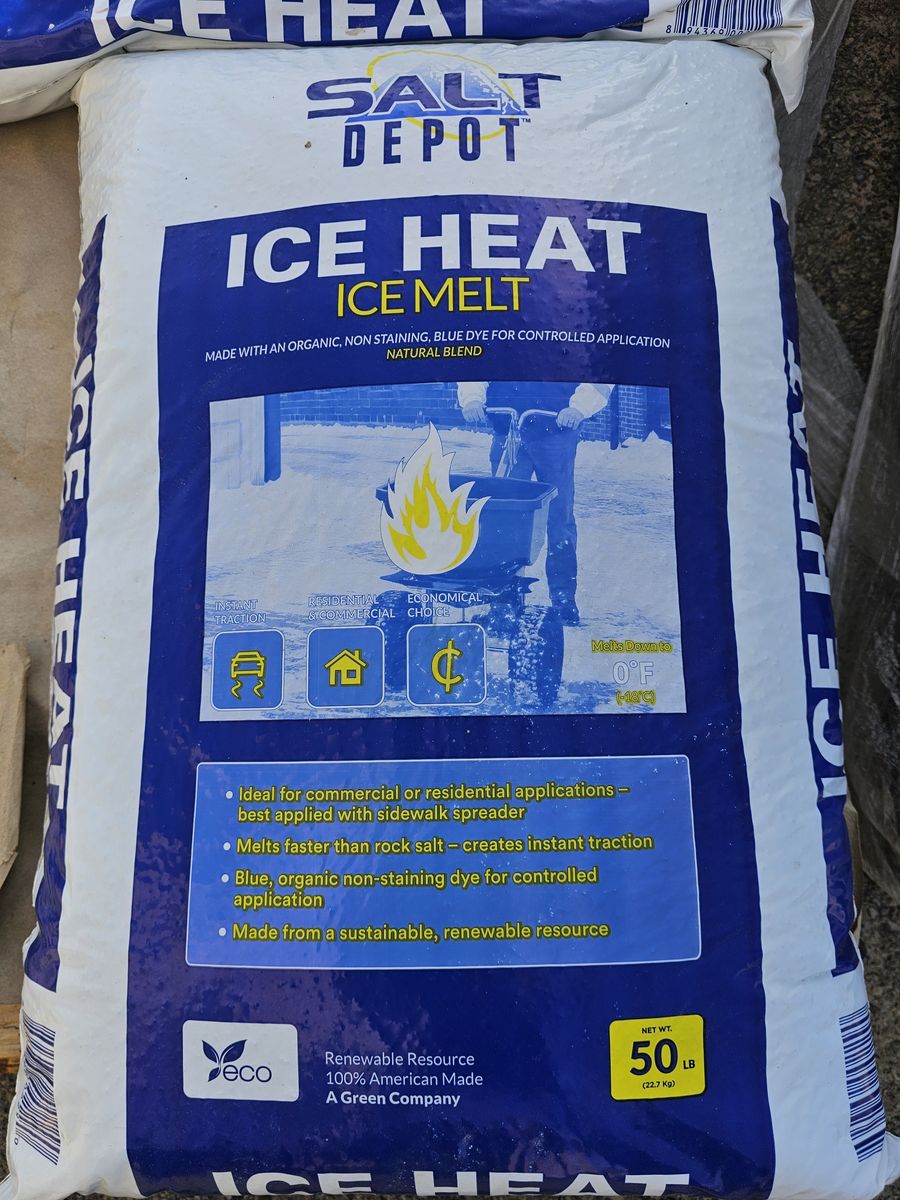 ICE HEAT
8 94369 00
SALT
DEPOT™
ICE HEAT
ICE MELT
MADE WITH AN ORGANIC, NON STAINING, BLUE DYE FOR CONTROLLED APPLICATION
NATURAL BLEND
INSTANT
TRACTION
RESIDENTIAL
& COMMERCIAL
ECONOMICAL
CHOICE
Melts Down to
0°F
(-18°C)
• Ideal for commercial or residential applications –
best applied with sidewalk spreader
• Melts faster than rock salt – creates instant traction
• Blue, organic non-staining dye for controlled
application
• Made from a sustainable, renewable resource
eco
Renewable Resource
100% American Made
A Green Company
NET WT.
50 LB
(22.7 Kg)
ICE HEAT
ICE HEAT
ICE HEAT